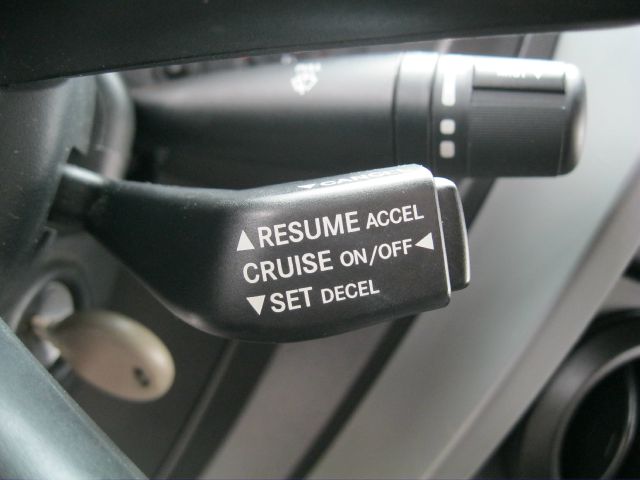 ▲RESUME ACCEL
CRUISE ON/OFF◄
▼SET DECEL